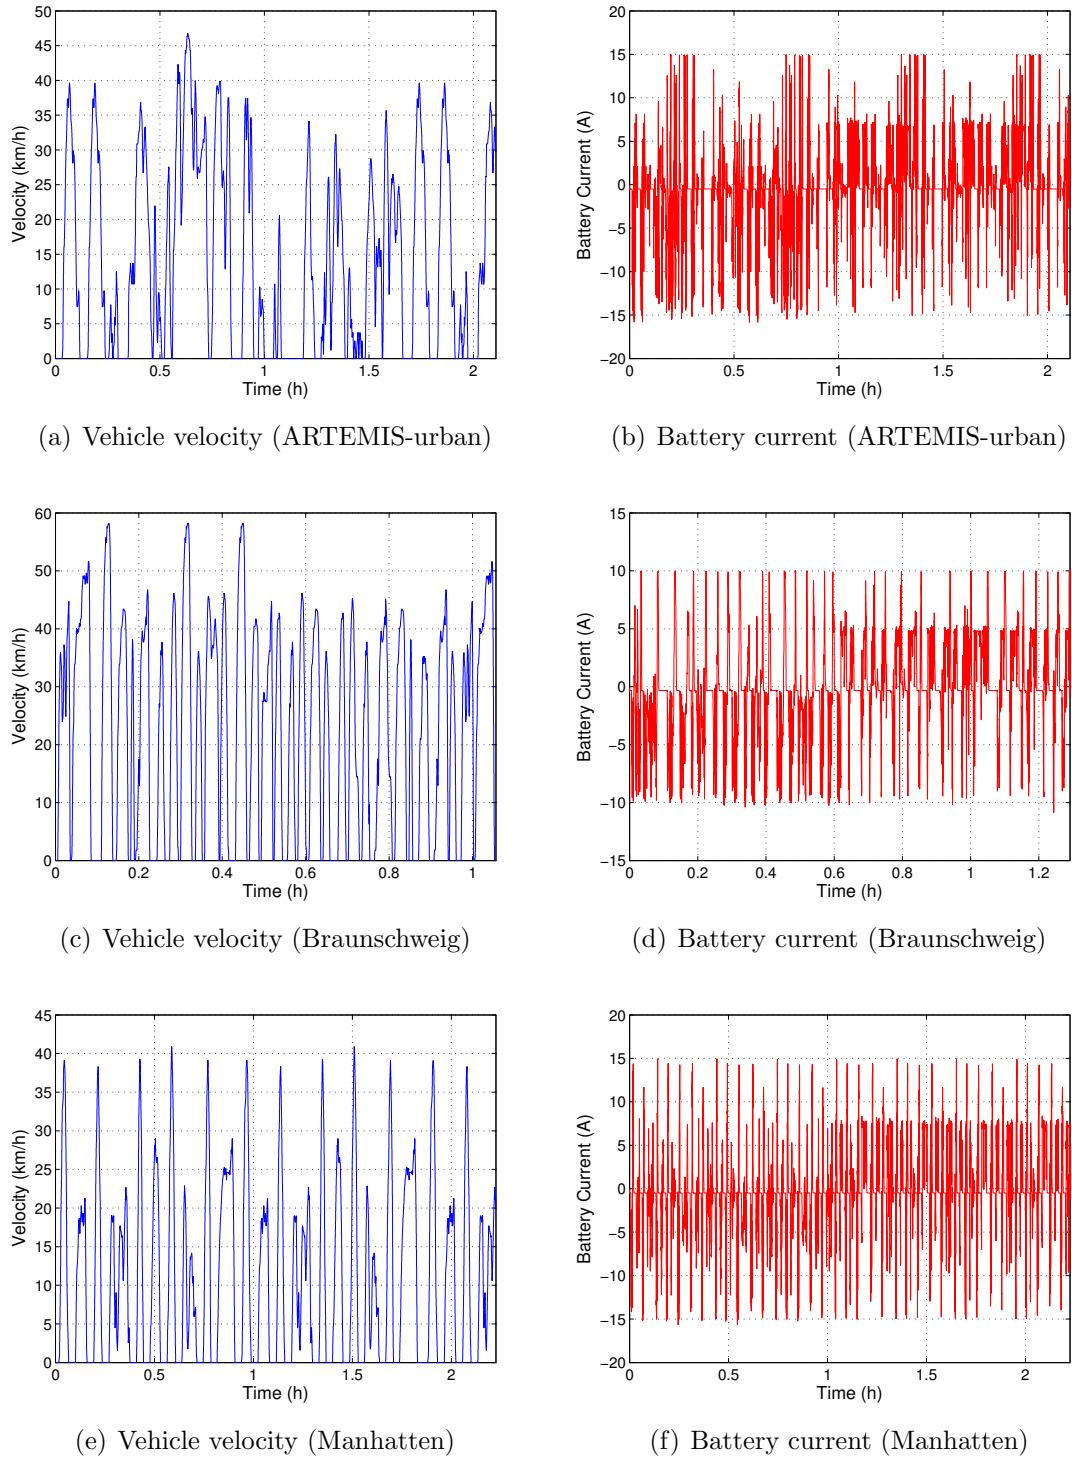 50
45
40
35
30
25
20
15
10
5
0
Velocity (km/h)
0 0.5 1 1.5 2
Time (h)
(a) Vehicle velocity (ARTEMIS-urban)
20
15
10
5
0
−5
−10
−15
−20
Battery Current (A)
0 0.5 1 1.5 2
Time (h)
(b) Battery current (ARTEMIS-urban)
60
50
40
30
20
10
0
Velocity (km/h)
0 0.2 0.4 0.6 0.8 1
Time (h)
(c) Vehicle velocity (Braunschweig)
15
10
5
0
−5
−10
−15
Battery Current (A)
0 0.2 0.4 0.6 0.8 1 1.2
Time (h)
(d) Battery current (Braunschweig)
45
40
35
30
25
20
15
10
5
0
Velocity (km/h)
0 0.5 1 1.5 2
Time (h)
(e) Vehicle velocity (Manhatten)
20
15
10
5
0
−5
−10
−15
−20
Battery Current (A)
0 0.5 1 1.5 2
Time (h)
(f) Battery current (Manhatten)